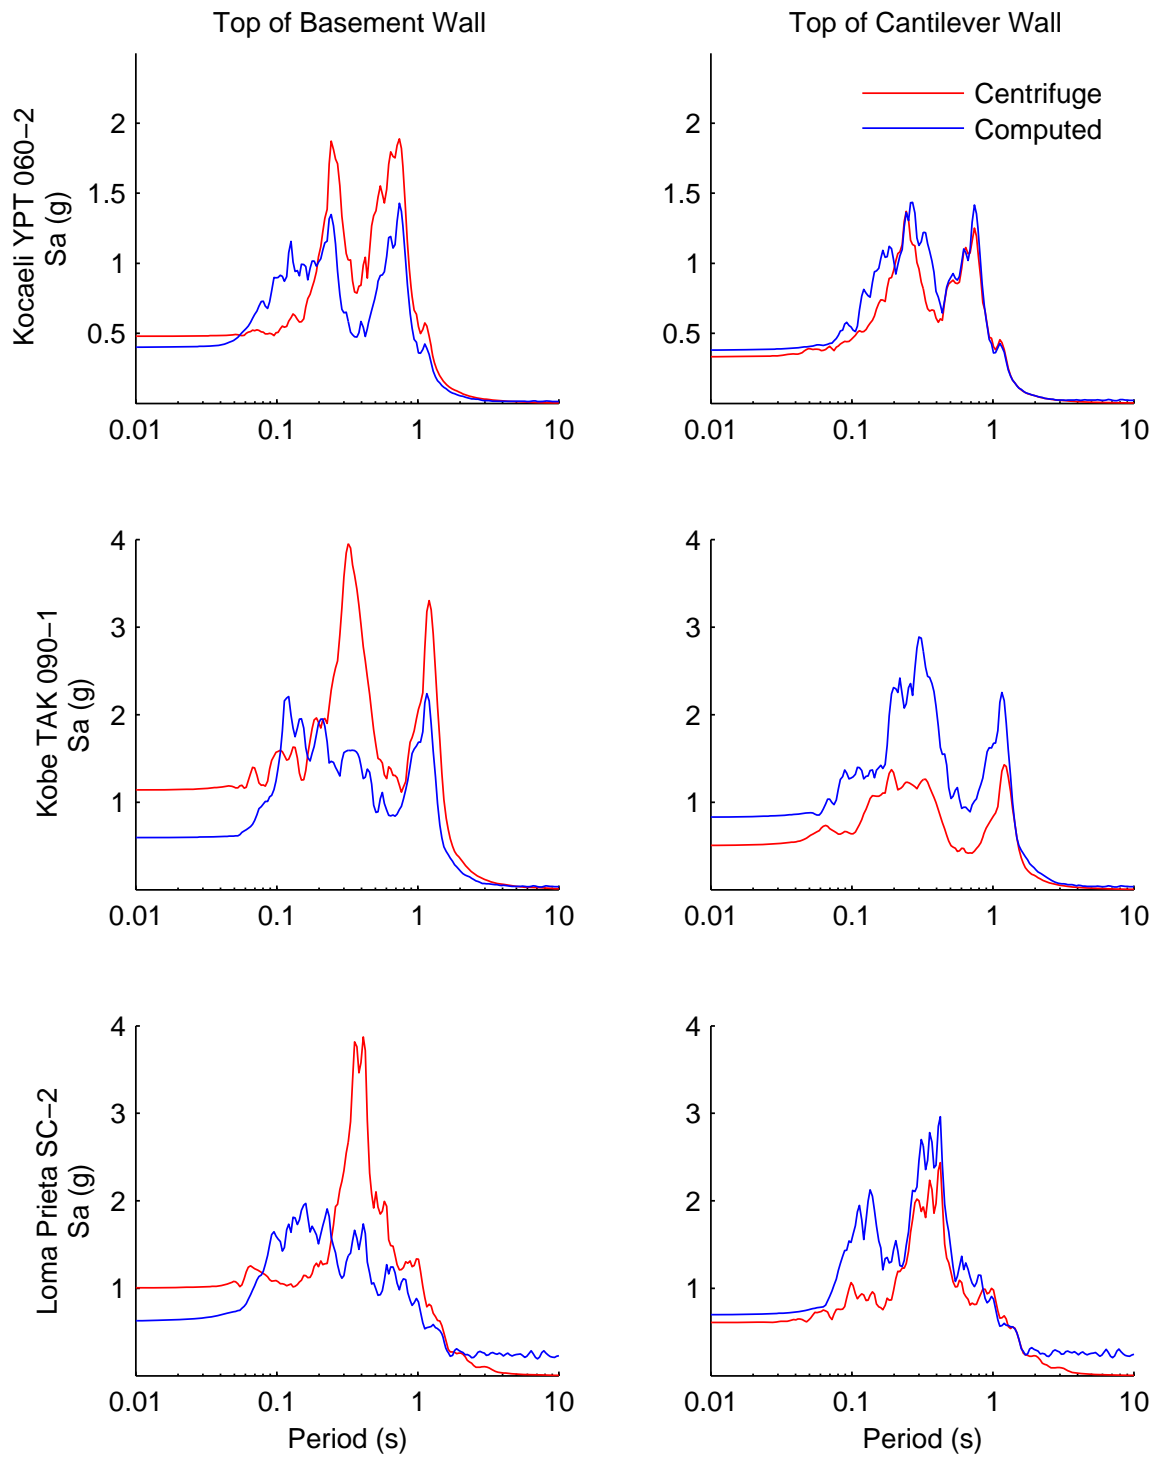 Top of Basement Wall
Top of Cantilever Wall
Kocaeli YPT 060−2
Sa (g)
2
1.5
1
0.5
0.01 0.1 1 10
Centrifuge
Computed
2
1.5
1
0.5
0.01 0.1 1 10
Kobe TAK 090−1
Sa (g)
4
3
2
1
0.01 0.1 1 10
4
3
2
1
0.01 0.1 1 10
Loma Prieta SC−2
Sa (g)
4
3
2
1
0.01 0.1 1 10
Period (s)
4
3
2
1
0.01 0.1 1 10
Period (s)